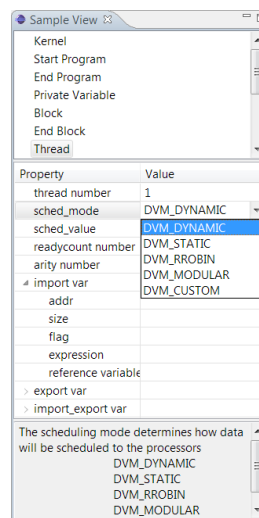 Sample View
Kernel
Start Program
End Program
Private Variable
Block
End Block
Thread
Property Value
thread number 1
sched_mode DVM_DYNAMIC
sched_value DVM_DYNAMIC
readycount number DVM_STATIC
arity number DVM_RROBIN
import var DVM_MODULAR
addr DVM_CUSTOM
size
flag
expression
reference variable
export var
import_export var
The scheduling mode determines how data
will be scheduled to the processors
DVM_DYNAMIC
DVM_STATIC
DVM_RROBIN
DVM_MODULAR